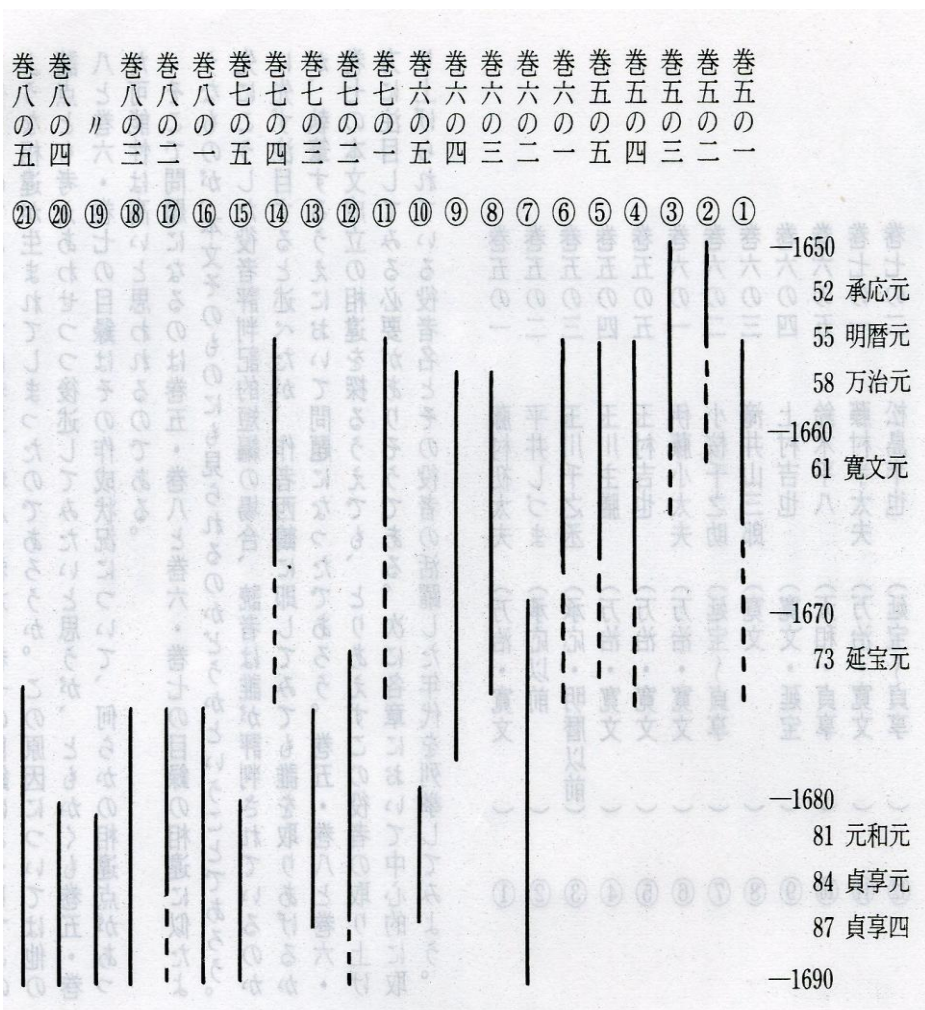 1650
52 承応元
55 明暦元
58 万治元
1660
61 寛文元
1670
73 延宝元
1680
81 元和元
84 貞享元
87 貞享四
1690
巻五の一 ①
巻五の二 ②
巻五の三 ③
巻五の四 ④
巻五の五 ⑤
巻六の一 ⑥
巻六の二 ⑦
巻六の三 ⑧
巻六の四 ⑨
巻六の五 ⑩
巻七の一 ⑪
巻七の二 ⑫
巻七の三 ⑬
巻七の四 ⑭
巻七の五 ⑮
巻八の一 ⑯
巻八の二 ⑰
巻八の三 ⑱
〃 ⑲
巻八の四 ⑳
巻八の五 ㉑